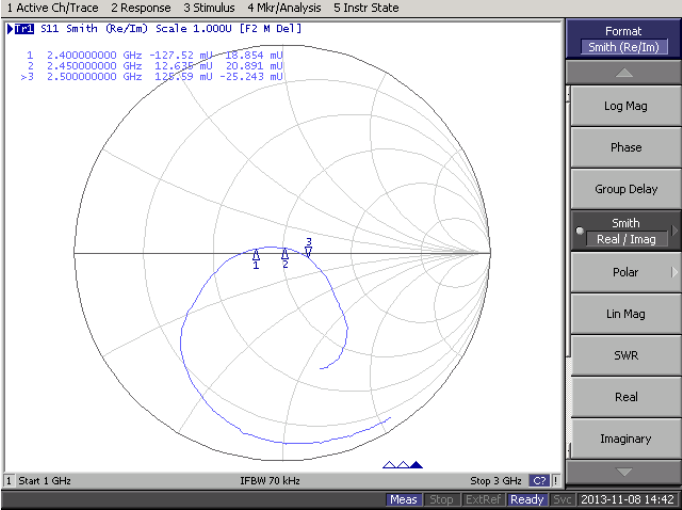 1 Active Ch/Trace 2 Response 3 Stimulus 4 Mkr/Analysis 5 Instr State
Tr1 S11 Smith (Re/Im) Scale 1.000U [F2 M Del]
1 2.400000000 GHz -127.52 mU 18.854 mU
2 2.450000000 GHz 12.635 mU 20.891 mU
>3 2.500000000 GHz 125.59 mU -25.243 mU
3
1
2
Format
Smith (Re/Im)
Log Mag
Phase
Group Delay
Smith
Real / Imag
Polar
Lin Mag
SWR
Real
Imaginary
1 Start 1 GHz IFBW 70 kHz Stop 3 GHz C? !
Meas Stop ExtRef Ready Svc 2013-11-08 14:42